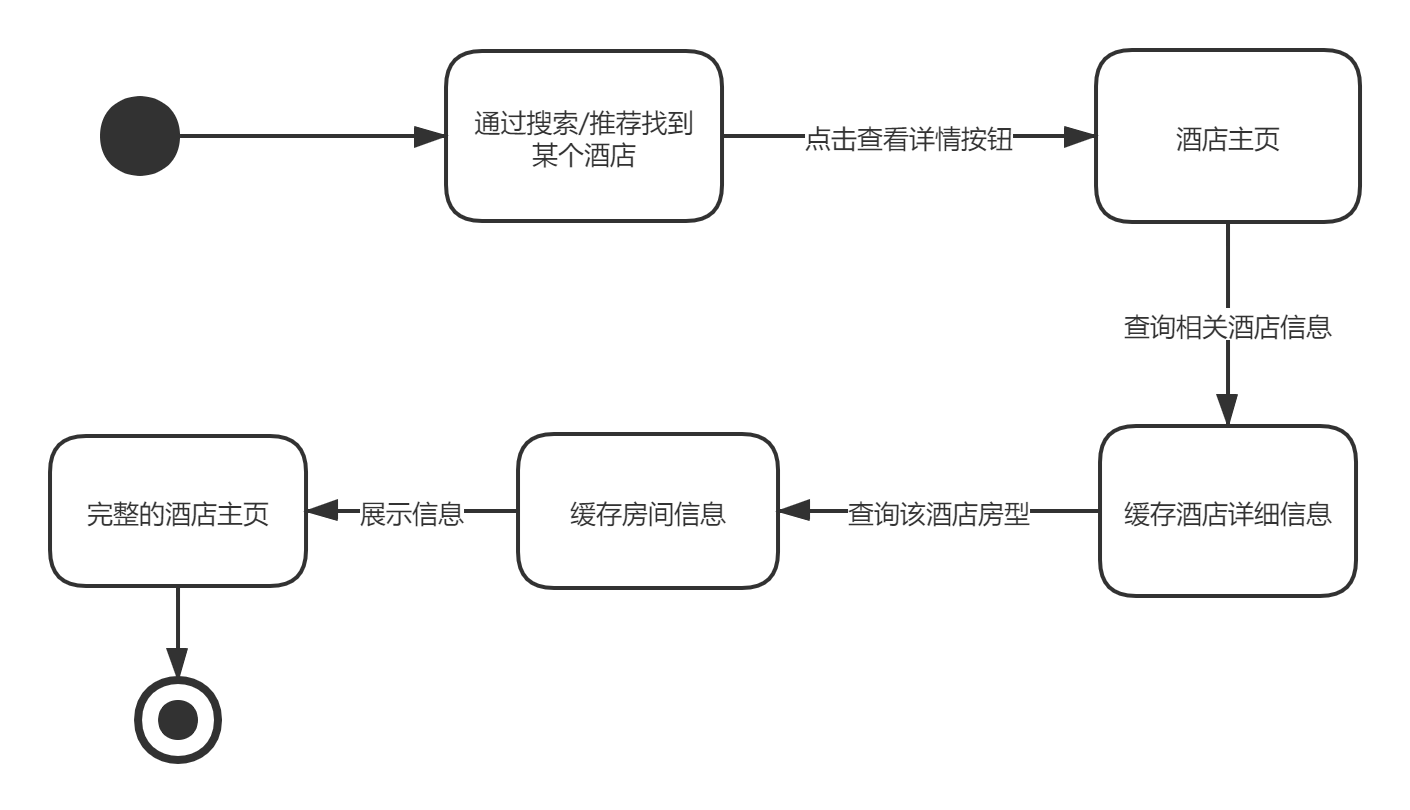 通过搜索/推荐找到
某个酒店
点击查看详情按钮
酒店主页
查询相关酒店信息
缓存酒店详细信息
查询该酒店房型
缓存房间信息
展示信息
完整的酒店主页